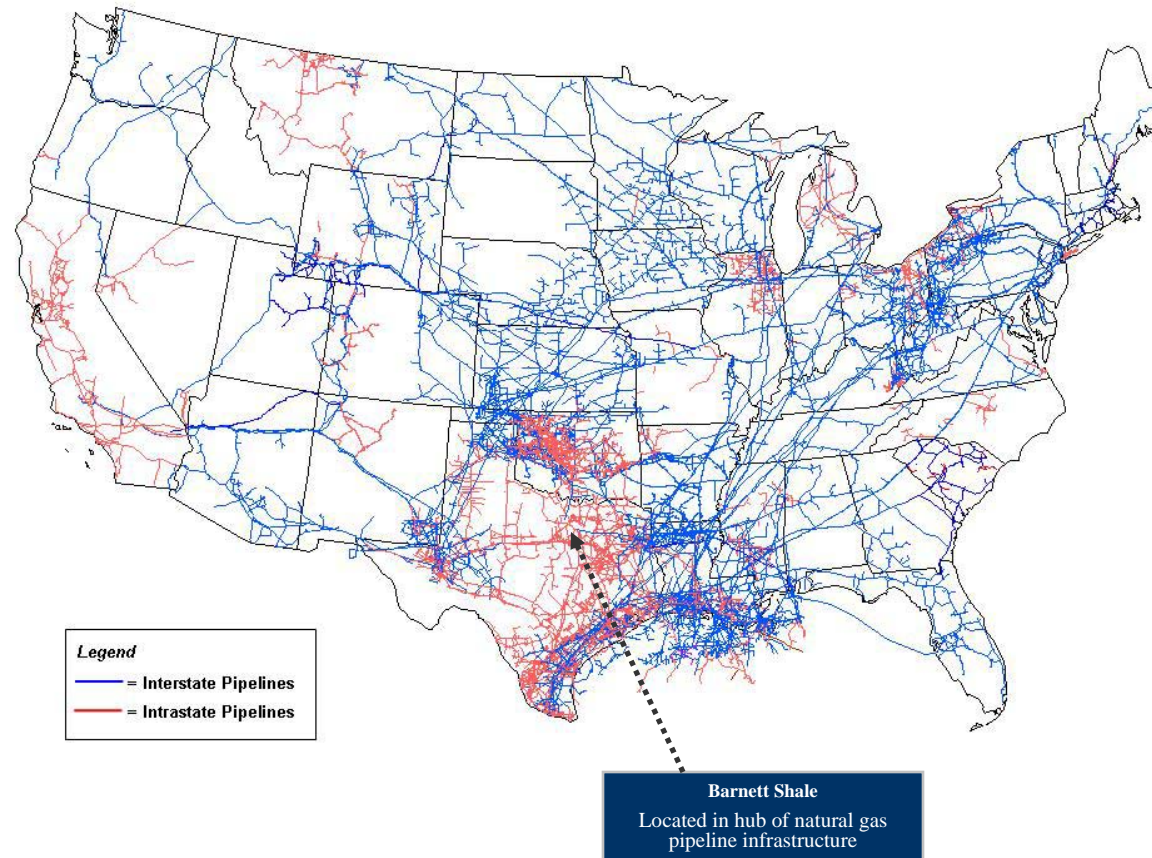 Legend
= Interstate Pipelines
= Intrastate Pipelines
Barnett Shale
Located in hub of natural gas
pipeline infrastructure